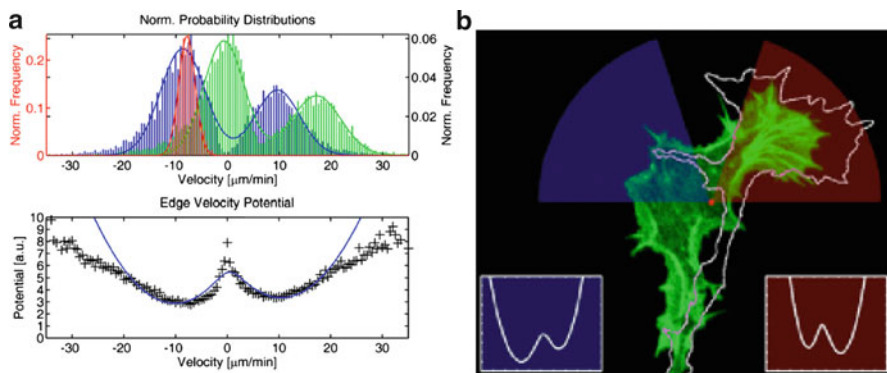 a
Norm. Probability Distributions
Norm. Frequency
0.2
0.1
0
0.06
0.04
0.02
0
Norm. Frequency
-30 -20 -10 0 10 20 30
Velocity [µm/min]
Edge Velocity Potential
Potential [a.u.]
10
9
8
7
6
5
4
3
2
1
0
-30 -20 -10 0 10 20 30
Velocity [µm/min]
b